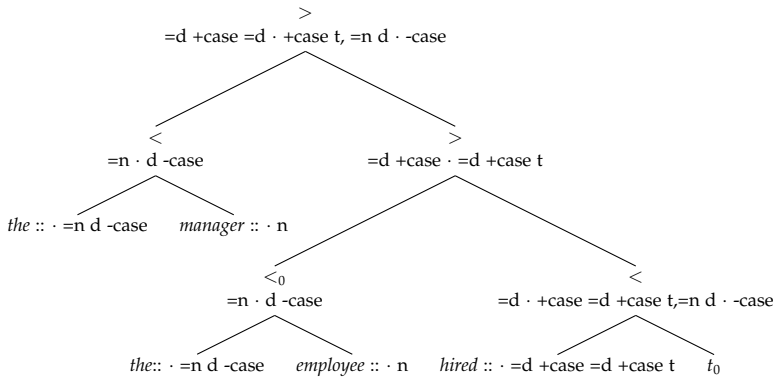 >
=d +case =d · +case t, =n d · -case
< >
=n · d -case =d +case · =d +case t
the :: · =n d -case manager :: · n
<₀ <
=n · d -case =d · +case =d +case t,=n d · -case
the:: · =n d -case employee :: · n hired :: · =d +case =d +case t t₀